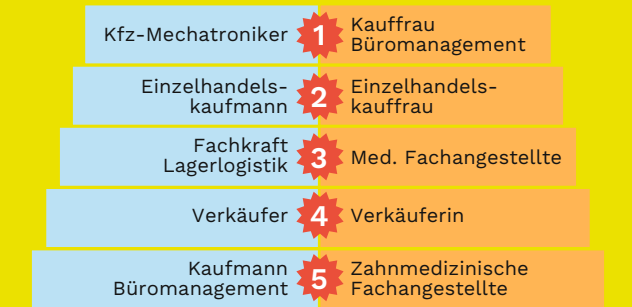 Kfz-Mechatroniker 1 Kauffrau
Büromanagement
Einzelhandels-
kaufmann 2 Einzelhandels-
kauffrau
Fachkraft
Lagerlogistik 3 Med. Fachangestellte
Verkäufer 4 Verkäuferin
Kaufmann
Büromanagement 5 Zahnmedizinische
Fachangestellte